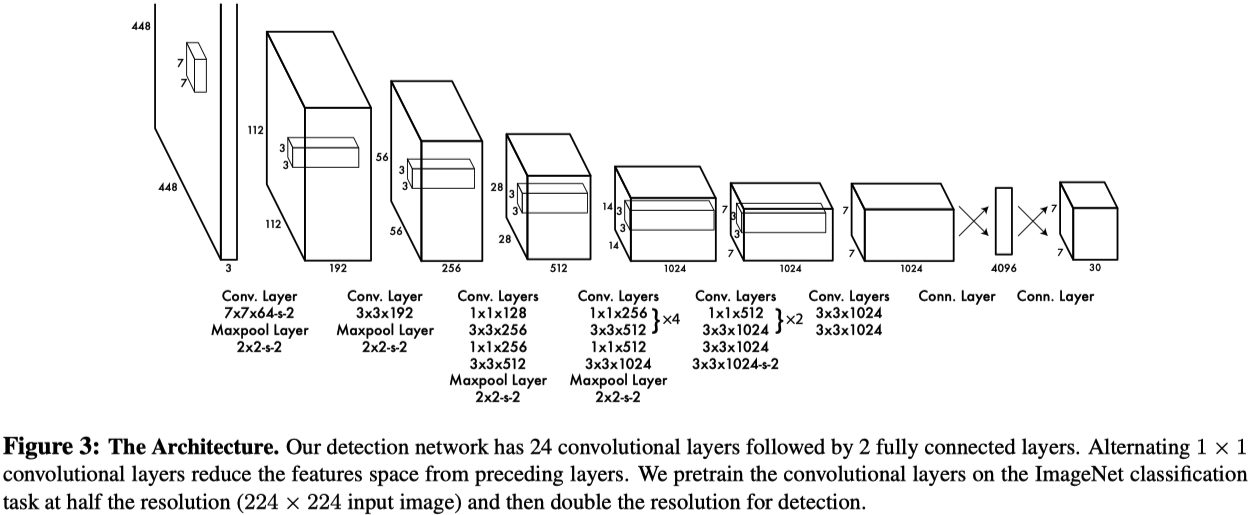 448
7
7
448
3
112
3
3
112
192
56
3
3
56
256
28
3
3
28
512
14
3
3
14
1024
7
3
3
7
1024
7
7
1024
4096
7
7
30
Conv. Layer
7x7x64-s-2
Maxpool Layer
2x2-s-2
Conv. Layer
3x3x192
Maxpool Layer
2x2-s-2
Conv. Layers
1x1x128
3x3x256
1x1x256
3x3x512
Maxpool Layer
2x2-s-2
Conv. Layers
1x1x256
3x3x512 }×4
1x1x512
3x3x1024
Maxpool Layer
2x2-s-2
Conv. Layers
1x1x512
3x3x1024 }×2
3x3x1024
3x3x1024-s-2
Conv. Layers
3x3x1024
3x3x1024
Conn. Layer
Conn. Layer
Figure 3: The Architecture. Our detection network has 24 convolutional layers followed by 2 fully connected layers. Alternating 1 × 1
convolutional layers reduce the features space from preceding layers. We pretrain the convolutional layers on the ImageNet classification
task at half the resolution (224 × 224 input image) and then double the resolution for detection.